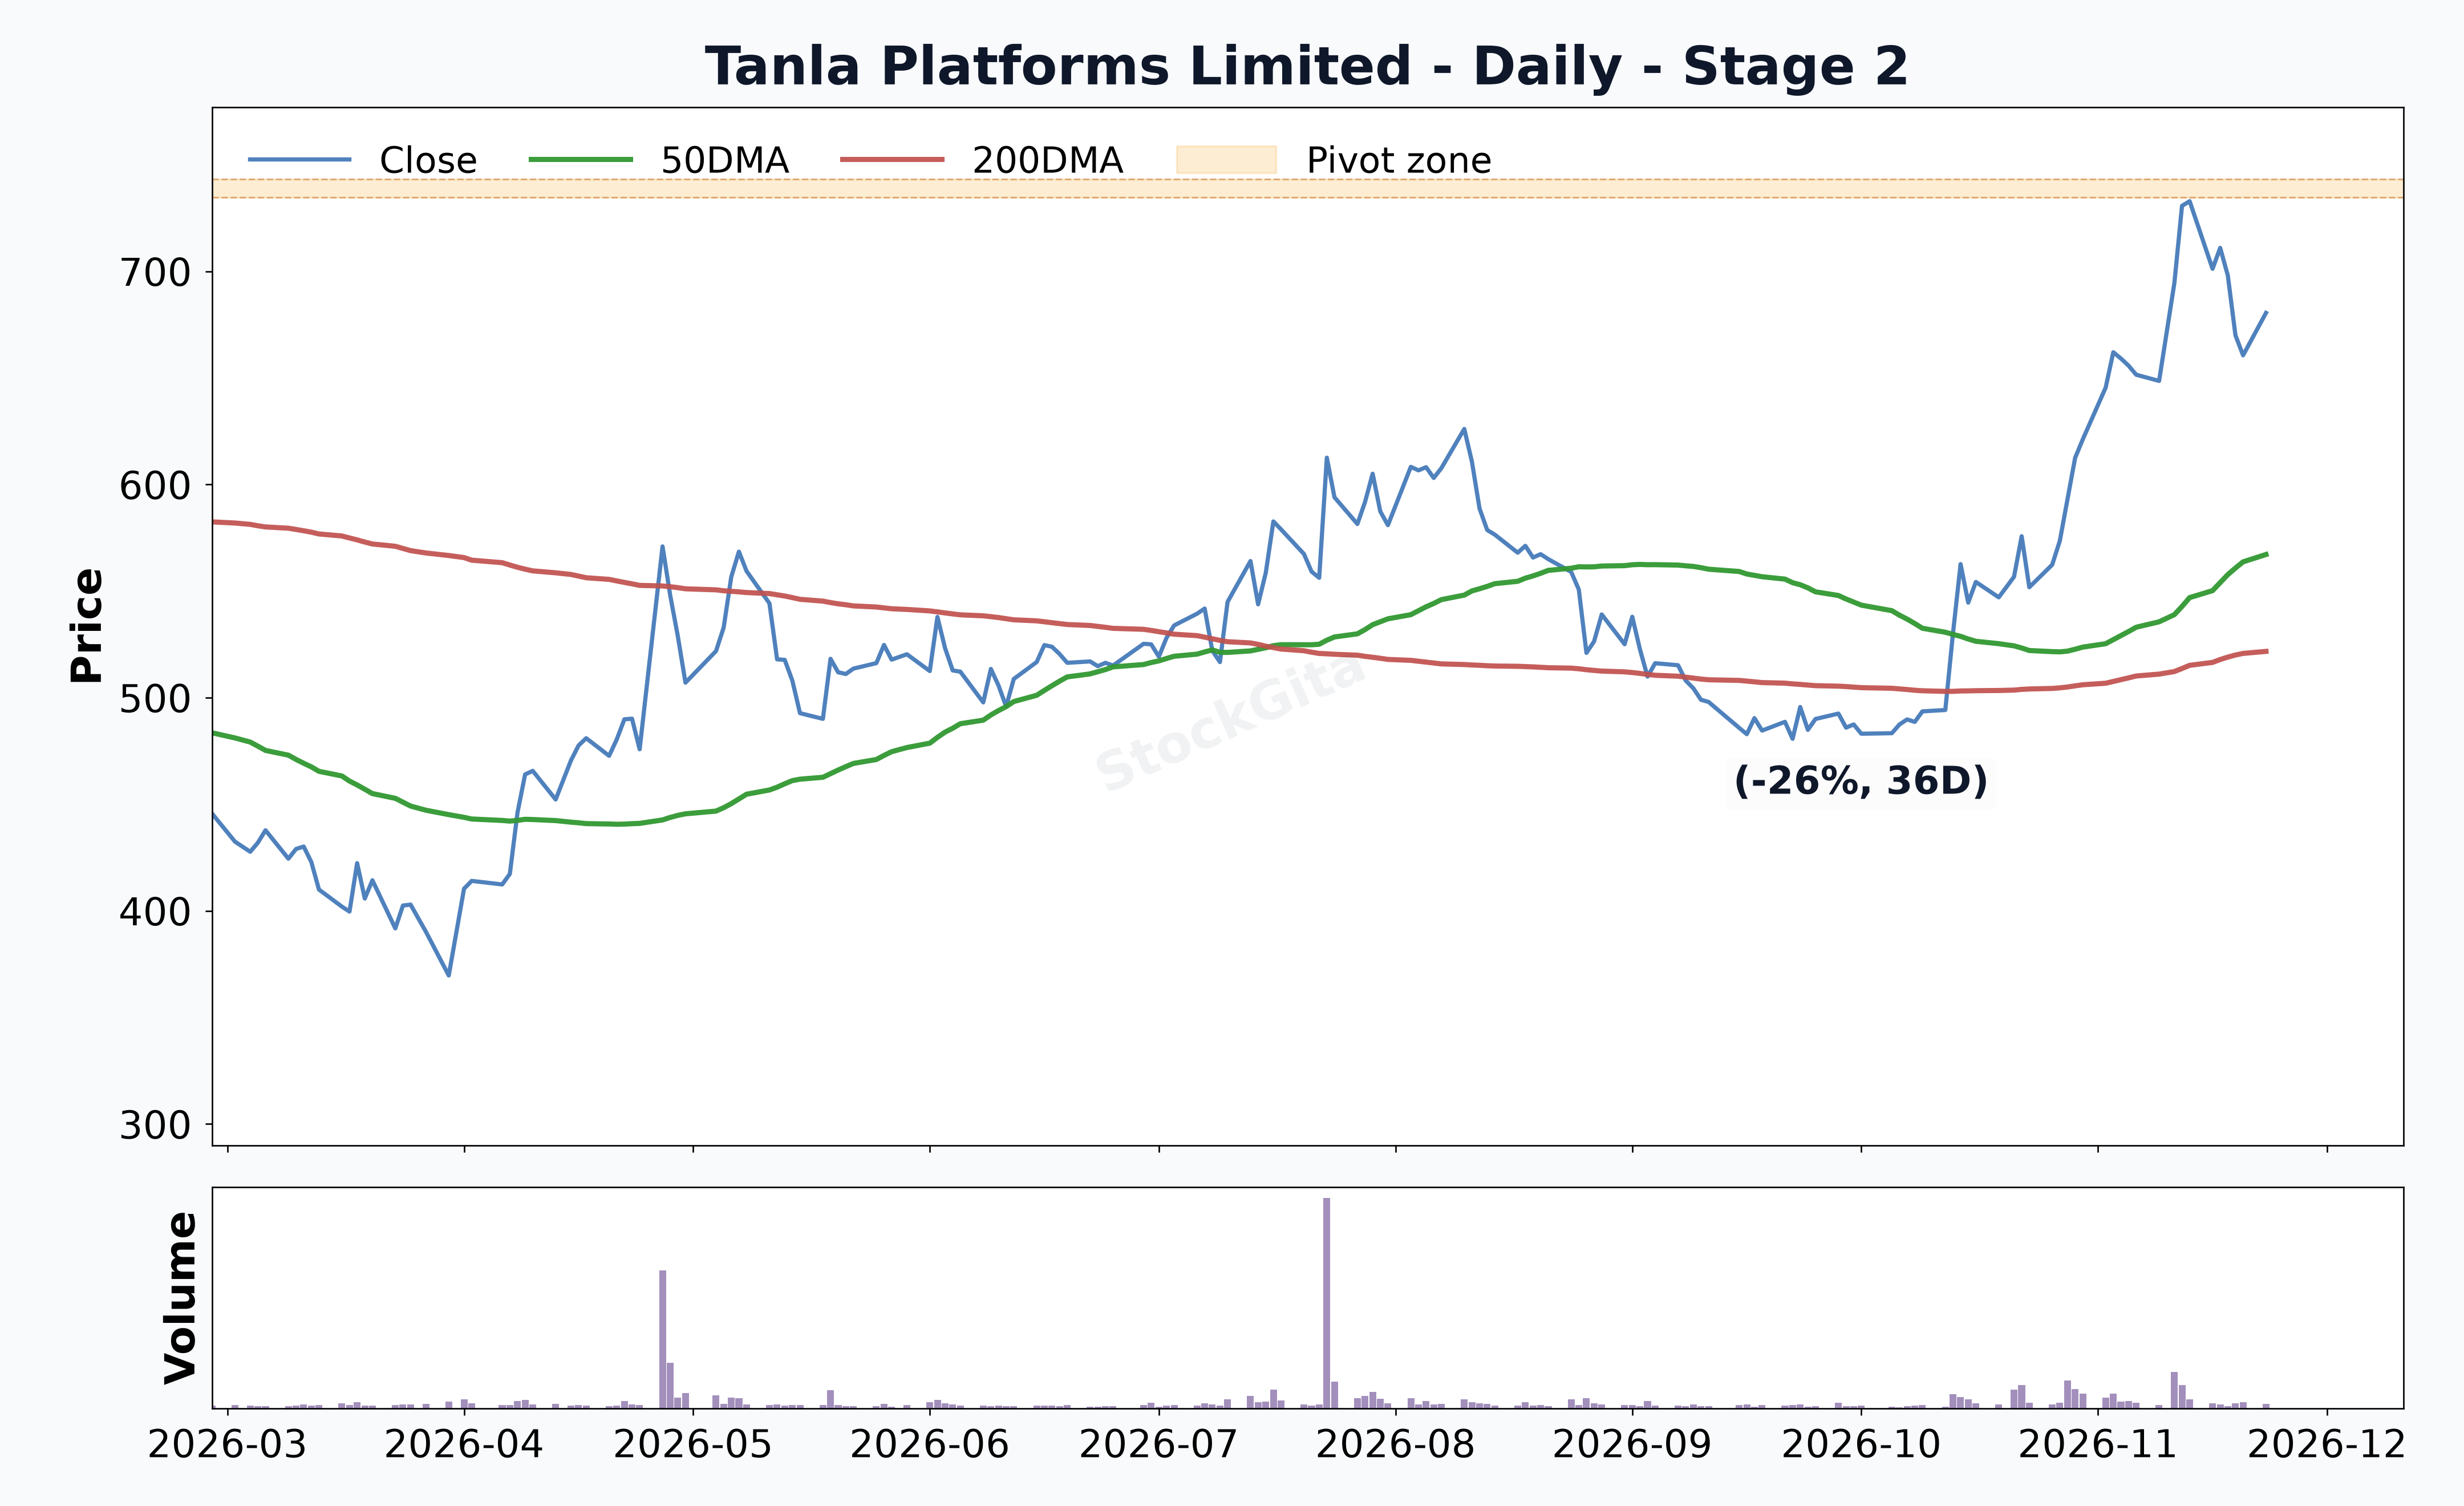 Tanla Platforms Limited - Daily - Stage 2
Close 50DMA 200DMA Pivot zone
Price
700
600
500
400
300
StockGita
(-26%, 36D)
Volume
2026-03 2026-04 2026-05 2026-06 2026-07 2026-08 2026-09 2026-10 2026-11 2026-12